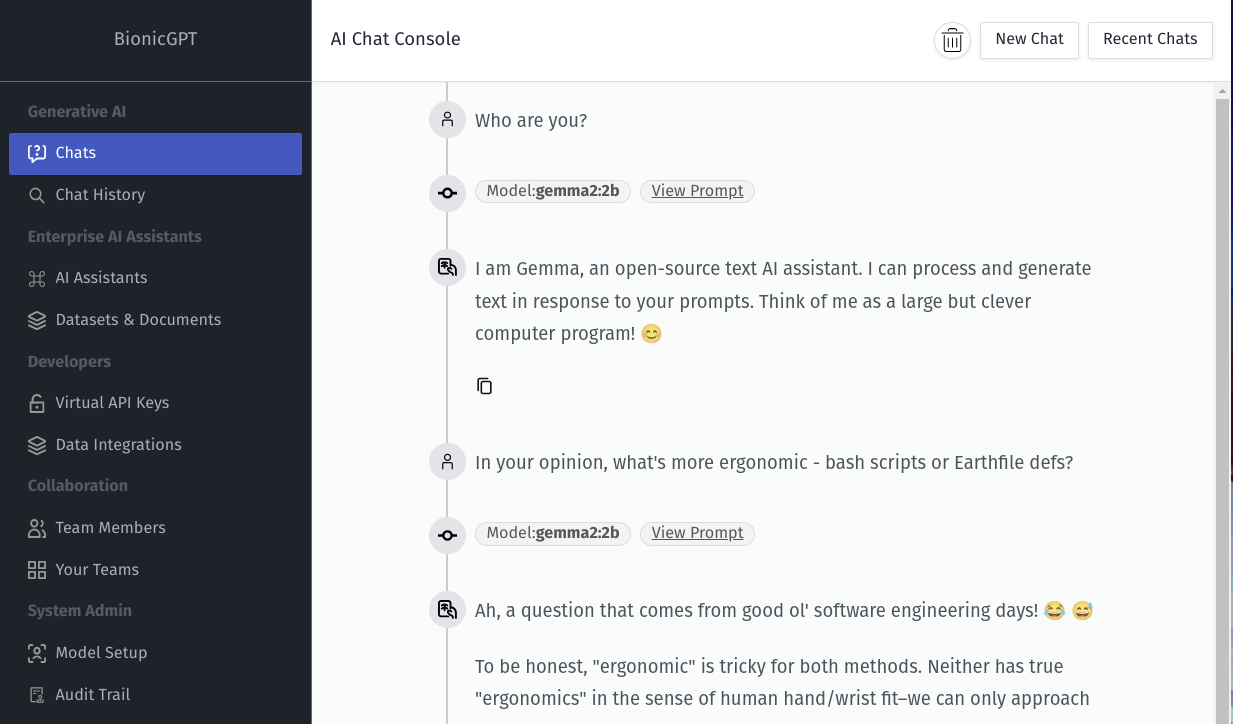 BionicGPT
AI Chat Console
New Chat
Recent Chats
Generative AI
Chats
Chat History
Enterprise AI Assistants
AI Assistants
Datasets & Documents
Developers
Virtual API Keys
Data Integrations
Collaboration
Team Members
Your Teams
System Admin
Model Setup
Audit Trail
Who are you?
Model:gemma2:2b View Prompt
I am Gemma, an open-source text AI assistant. I can process and generate
text in response to your prompts. Think of me as a large but clever
computer program! 😊
In your opinion, what's more ergonomic - bash scripts or Earthfile defs?
Model:gemma2:2b View Prompt
Ah, a question that comes from good ol' software engineering days! 😂 😅
To be honest, "ergonomic" is tricky for both methods. Neither has true
"ergonomics" in the sense of human hand/wrist fit–we can only approach